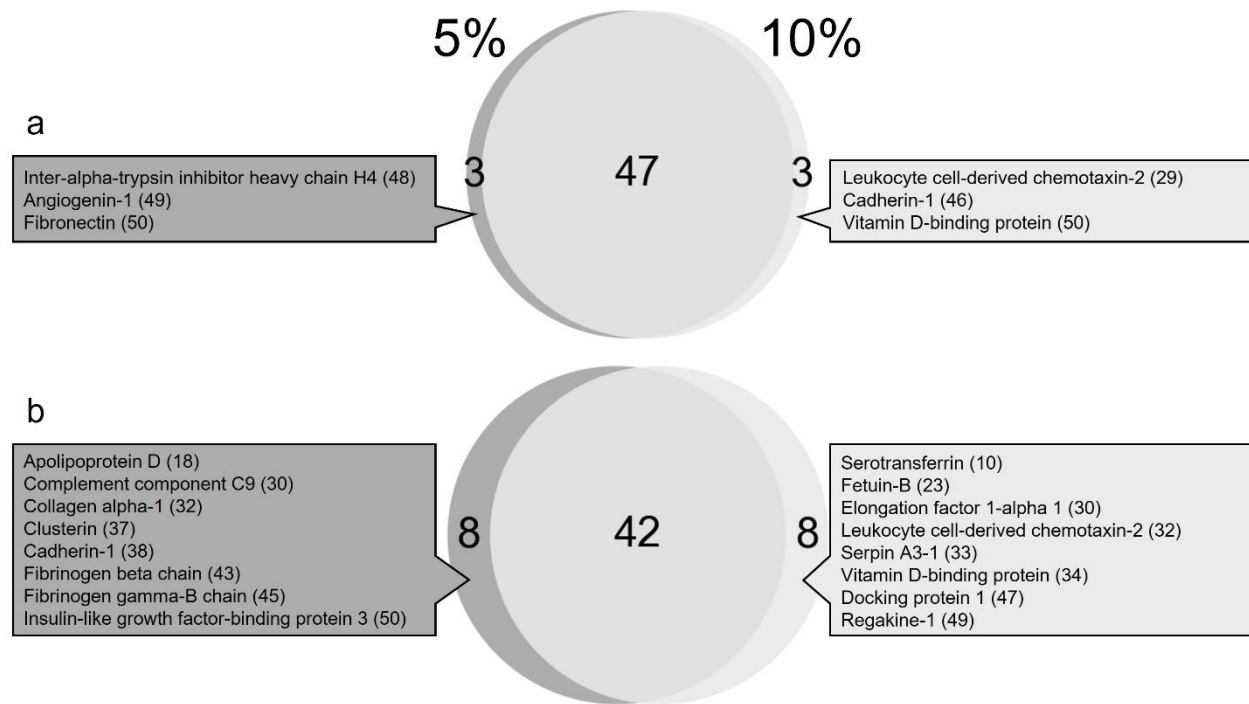 5%
10%
a
Inter-alpha-trypsin inhibitor heavy chain H4 (48)
Angiogenin-1 (49)
Fibronectin (50)
3
47
3
Leukocyte cell-derived chemotaxin-2 (29)
Cadherin-1 (46)
Vitamin D-binding protein (50)
b
Apolipoprotein D (18)
Complement component C9 (30)
Collagen alpha-1 (32)
Clusterin (37)
Cadherin-1 (38)
Fibrinogen beta chain (43)
Fibrinogen gamma-B chain (45)
Insulin-like growth factor-binding protein 3 (50)
8
42
8
Serotransferrin (10)
Fetuin-B (23)
Elongation factor 1-alpha 1 (30)
Leukocyte cell-derived chemotaxin-2 (32)
Serpin A3-1 (33)
Vitamin D-binding protein (34)
Docking protein 1 (47)
Regakine-1 (49)